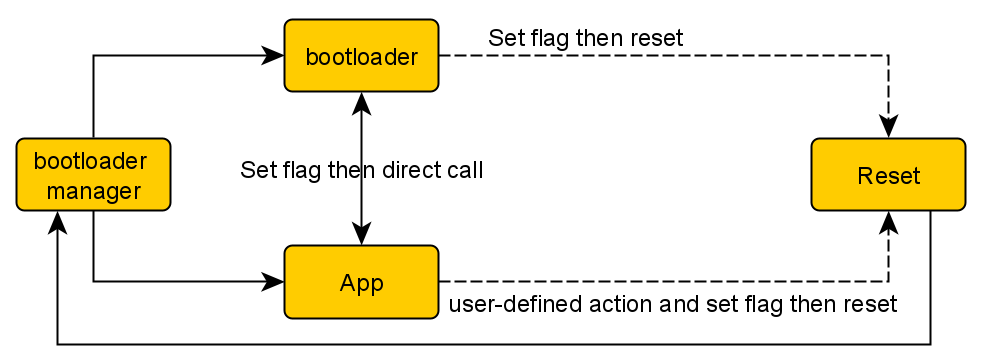 Set flag then reset
bootloader
bootloader
manager
Set flag then direct call
Reset
App
user-defined action and set flag then reset